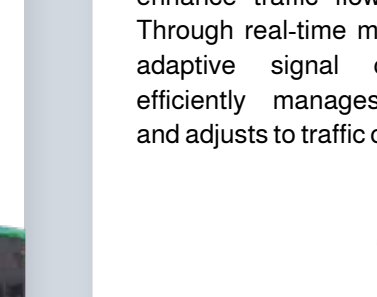 enhance traffic flow
Through real-time
adaptive signal
efficiently manages
and adjusts to traffic